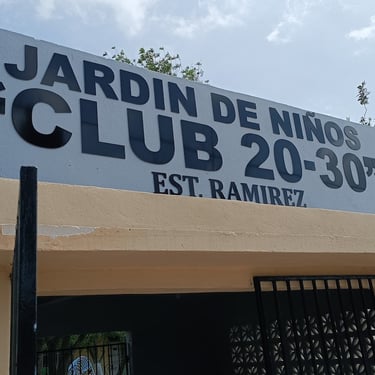 JARDIN DE NIÑOS
"CLUB 20-30"
EST. RAMIREZ